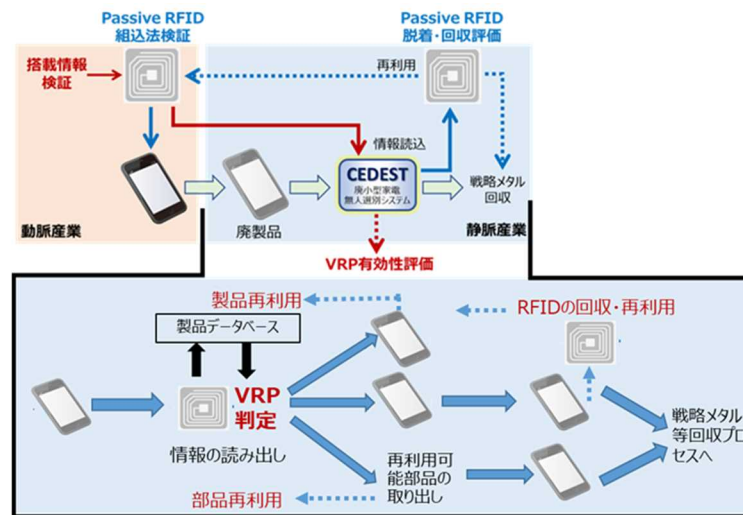 Passive RFID
組込法検証
Passive RFID
脱着・回収評価
搭載情報
検証
再利用
情報読込
CEDEST
廃小型家電
無人選別システム
戦略メタル
回収
動脈産業
廃製品
静脈産業
VRP有効性評価
製品再利用
RFIDの回収・再利用
製品データベース
VRP
判定
情報の読み出し
戦略メタル
等回収プロ
セスへ
再利用可
能部品の
取り出し
部品再利用